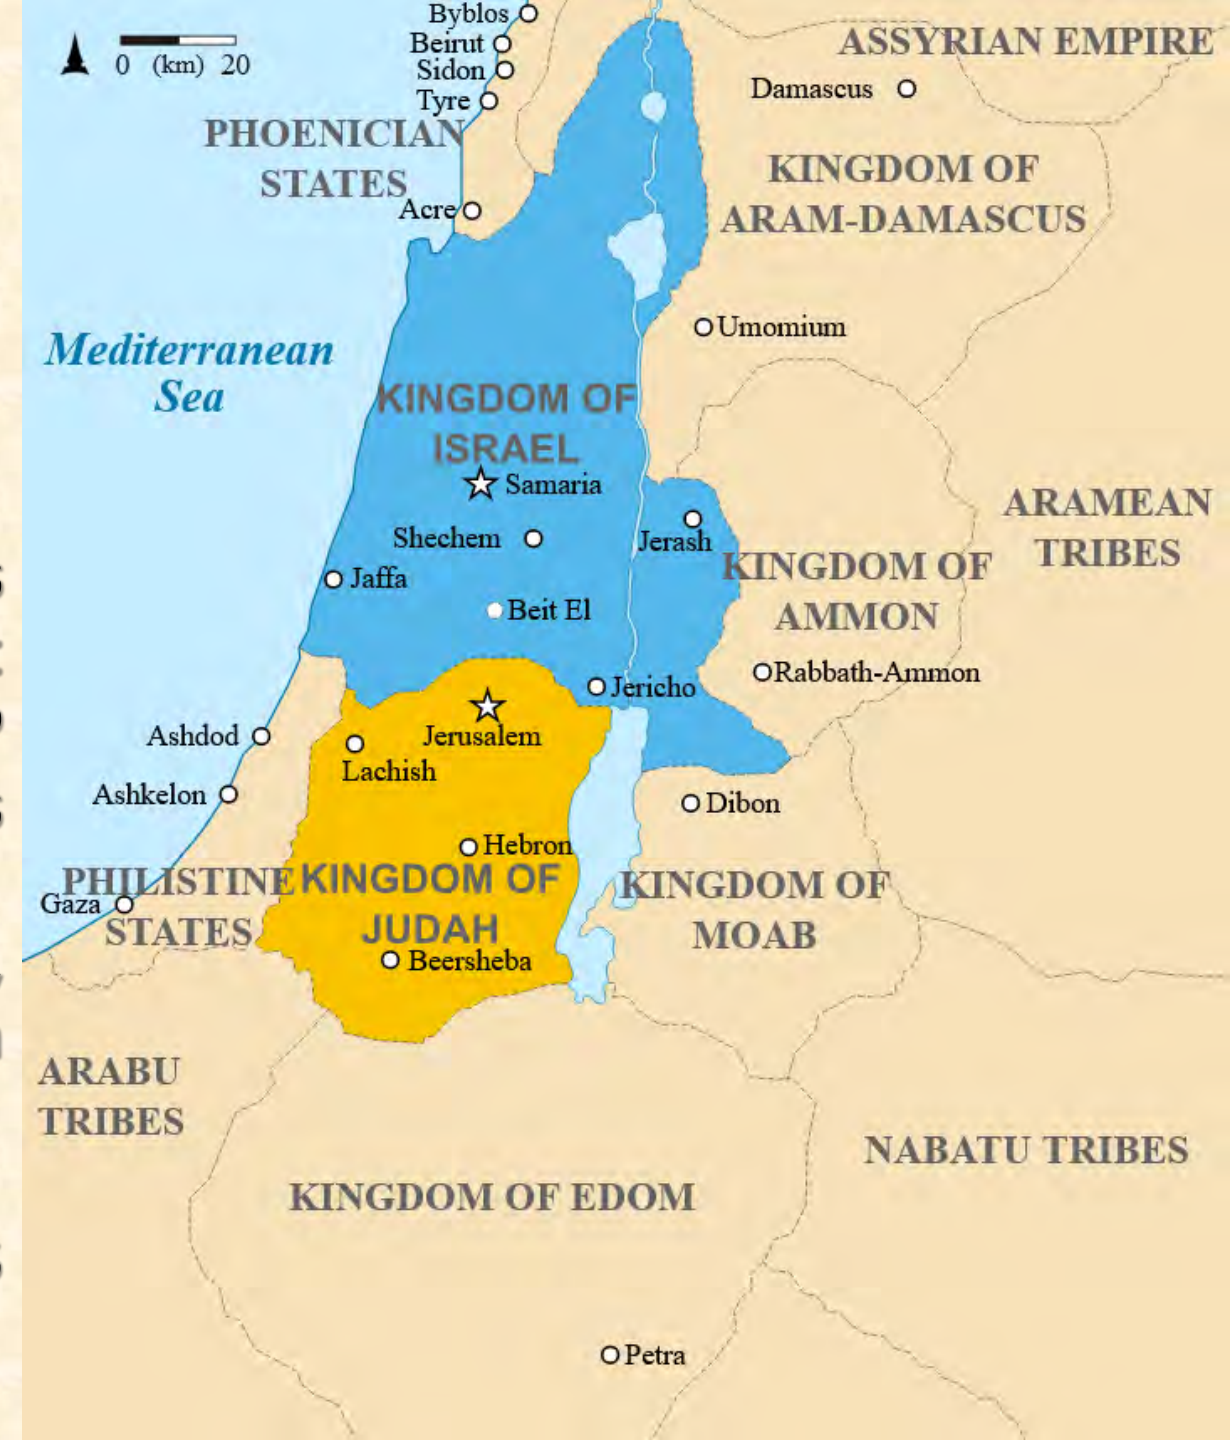 Byblos
Beirut
0 (km) 20
Sidon
Tyre
ASSYRIAN EMPIRE
Damascus
PHOENICIAN
STATES
KINGDOM OF
ARAM-DAMASCUS
Acre
Umomium
Mediterranean
Sea
KINGDOM OF
ISRAEL
Samaria
ARAMEAN
TRIBES
Shechem
Jerash
KINGDOM OF
AMMON
Jaffa
Beit El
Rabbath-Ammon
Jericho
Ashdod
Jerusalem
Lachish
Ashkelon
Dibon
Hebron
PHILISTINE
STATES
KINGDOM OF
JUDAH
KINGDOM OF
MOAB
Gaza
Beersheba
ARABU
TRIBES
NABATU TRIBES
KINGDOM OF EDOM
Petra